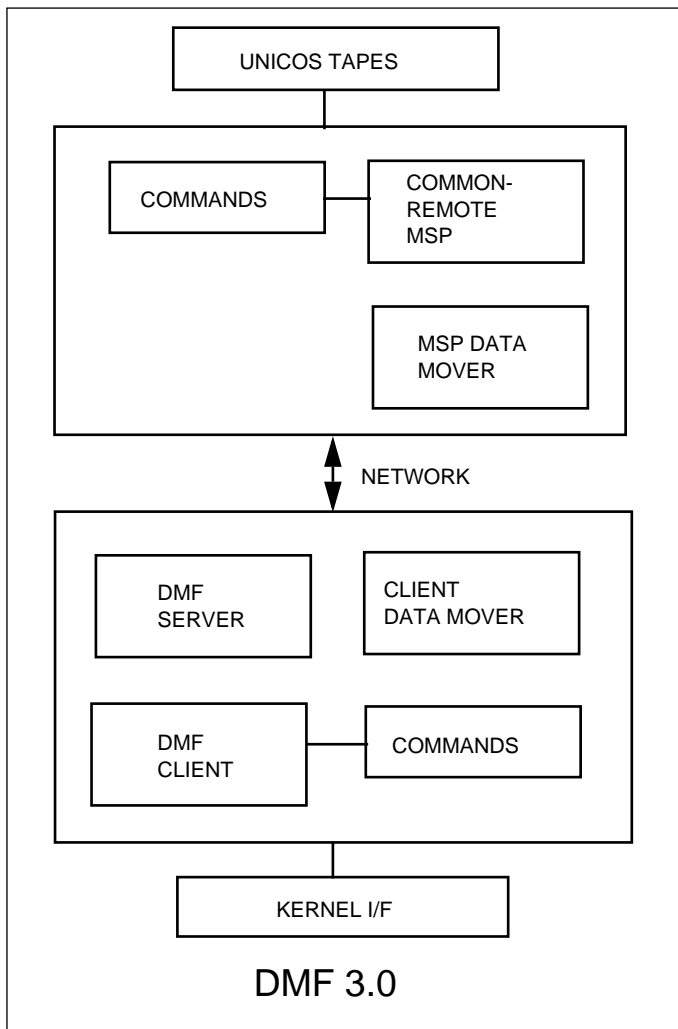 UNICOS TAPES
COMMANDS
COMMON-
REMOTE
MSP
MSP DATA
MOVER
NETWORK
DMF
SERVER
CLIENT
DATA MOVER
DMF
CLIENT
COMMANDS
KERNEL I/F
DMF 3.0